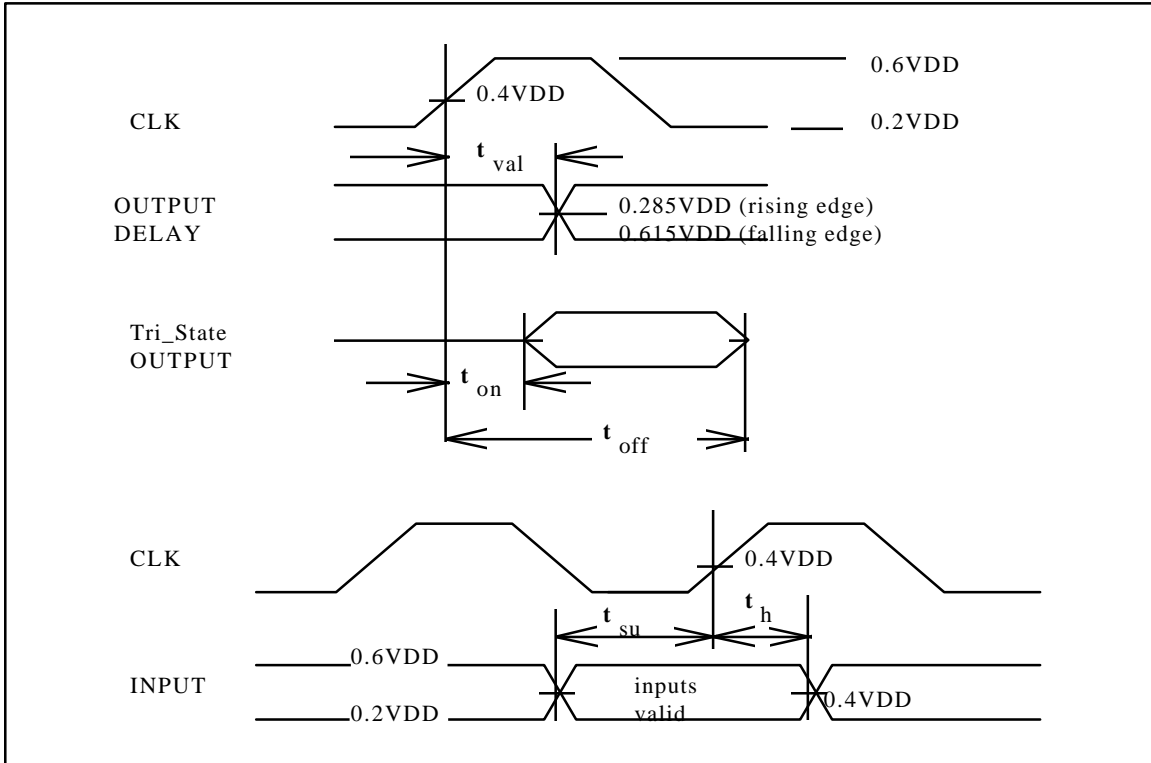 0.6VDD
0.4VDD
CLK
0.2VDD
t val
OUTPUT
DELAY
0.285VDD (rising edge)
0.615VDD (falling edge)
Tri_State
OUTPUT
t on
t off
CLK
0.4VDD
t su
t h
0.6VDD
INPUT
inputs
valid
0.4VDD
0.2VDD